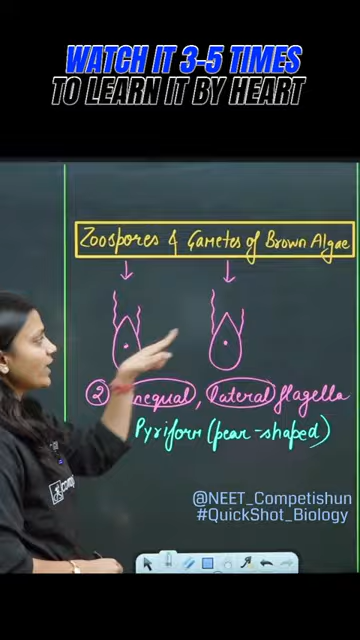 WATCH IT 3-5 TIMES
TO LEARN IT BY HEART
Zoospores & Gametes of Brown Algae
② unequal, lateral flagella
Pyriform (pear-shaped)
@NEET_Competishun
#QuickShot_Biology